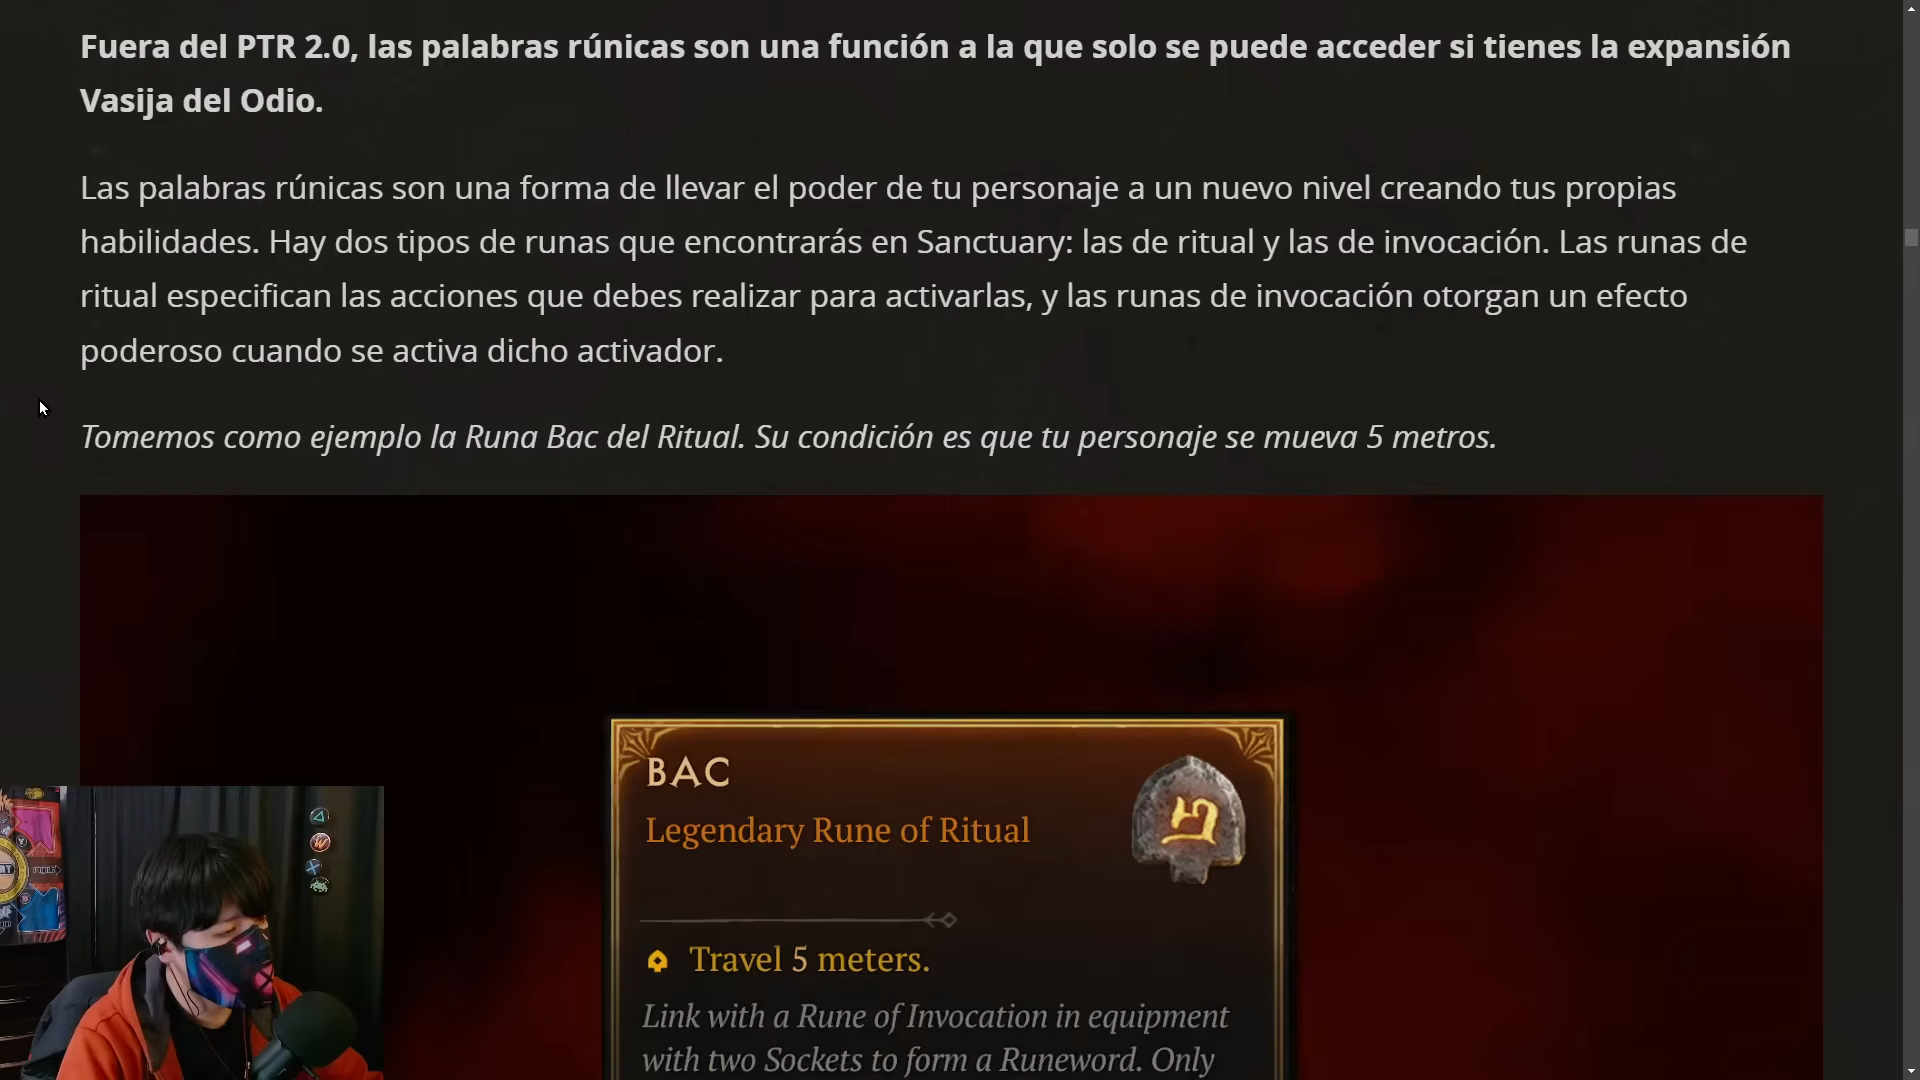 Fuera del PTR 2.0, las palabras rúnicas son una función a la que solo se puede acceder si tienes la expansión
Vasija del Odio.
Las palabras rúnicas son una forma de llevar el poder de tu personaje a un nuevo nivel creando tus propias
habilidades. Hay dos tipos de runas que encontrarás en Sanctuary: las de ritual y las de invocación. Las runas de
ritual especifican las acciones que debes realizar para activarlas, y las runas de invocación otorgan un efecto
poderoso cuando se activa dicho activador.
Tomemos como ejemplo la Runa Bac del Ritual. Su condición es que tu personaje se mueva 5 metros.
BAC
Legendary Rune of Ritual
Travel 5 meters.
Link with a Rune of Invocation in equipment
with two Sockets to form a Runeword. Only